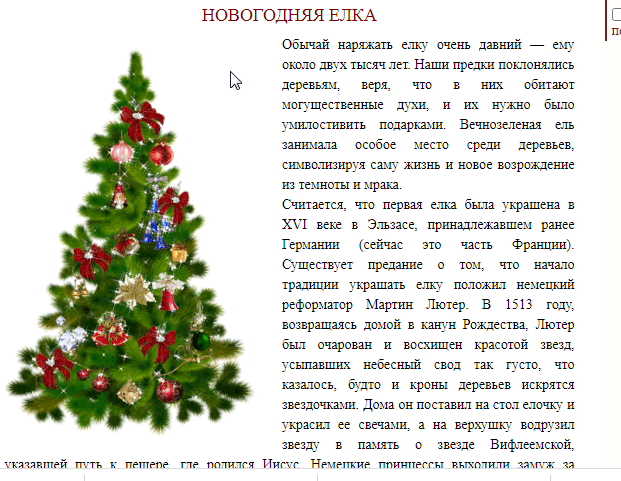 НОВОГОДНЯЯ ЕЛКА
Обычай наряжать елку очень давний — ему
около двух тысяч лет. Наши предки поклонялись
деревьям, веря, что в них обитают
могущественные духи, и их нужно было
умилостивить подарками. Вечнозеленая ель
занимала особое место среди деревьев,
символизируя саму жизнь и новое возрождение
из темноты и мрака.
Считается, что первая елка была украшена в
XVI веке в Эльзасе, принадлежавшем ранее
Германии (сейчас это часть Франции).
Существует предание о том, что начало
традиции украшать елку положил немецкий
реформатор Мартин Лютер. В 1513 году,
возвращаясь домой в канун Рождества, Лютер
был очарован и восхищен красотой звезд,
усыпавших небесный свод так густо, что
казалось, будто и кроны деревьев искрятся
звездочками. Дома он поставил на стол елочку и
украсил ее свечами, а на верхушку водрузил
звезду в память о звезде Вифлеемской,
указавшей путь к пещере, где родился Иисус. Немецкие принцессы выходили замуж за